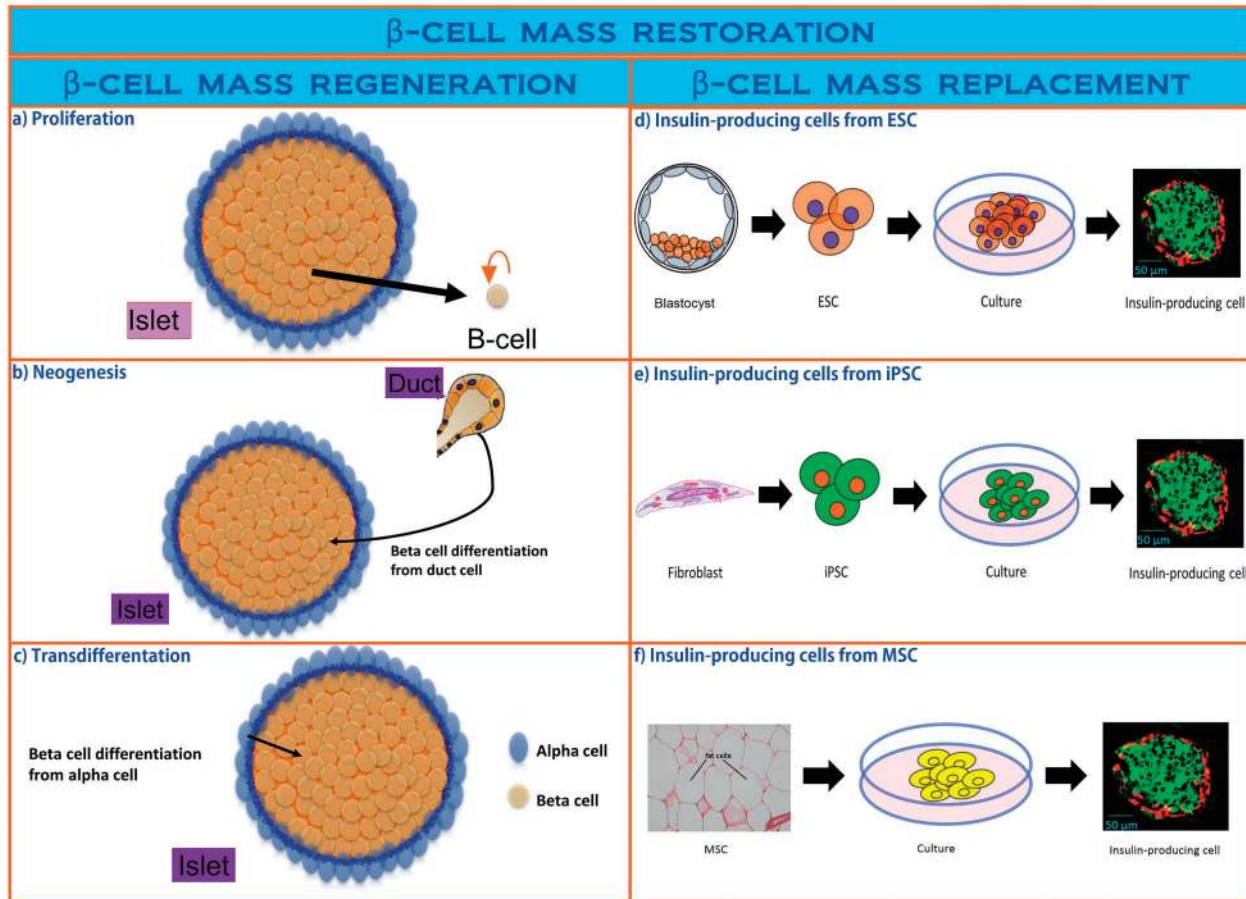 β-CELL MASS RESTORATION
β-CELL MASS REGENERATION
β-CELL MASS REPLACEMENT
a) Proliferation
Islet
B-cell
b) Neogenesis
Duct
Beta cell differentiation
from duct cell
Islet
c) Transdifferentation
Beta cell differentiation
from alpha cell
Alpha cell
Beta cell
Islet
d) Insulin-producing cells from ESC
50 μm
Blastocyst
ESC
Culture
Insulin-producing cell
e) Insulin-producing cells from iPSC
50 μm
Fibroblast
iPSC
Culture
Insulin-producing cell
f) Insulin-producing cells from MSC
fat cells
50 μm
MSC
Culture
Insulin-producing cell